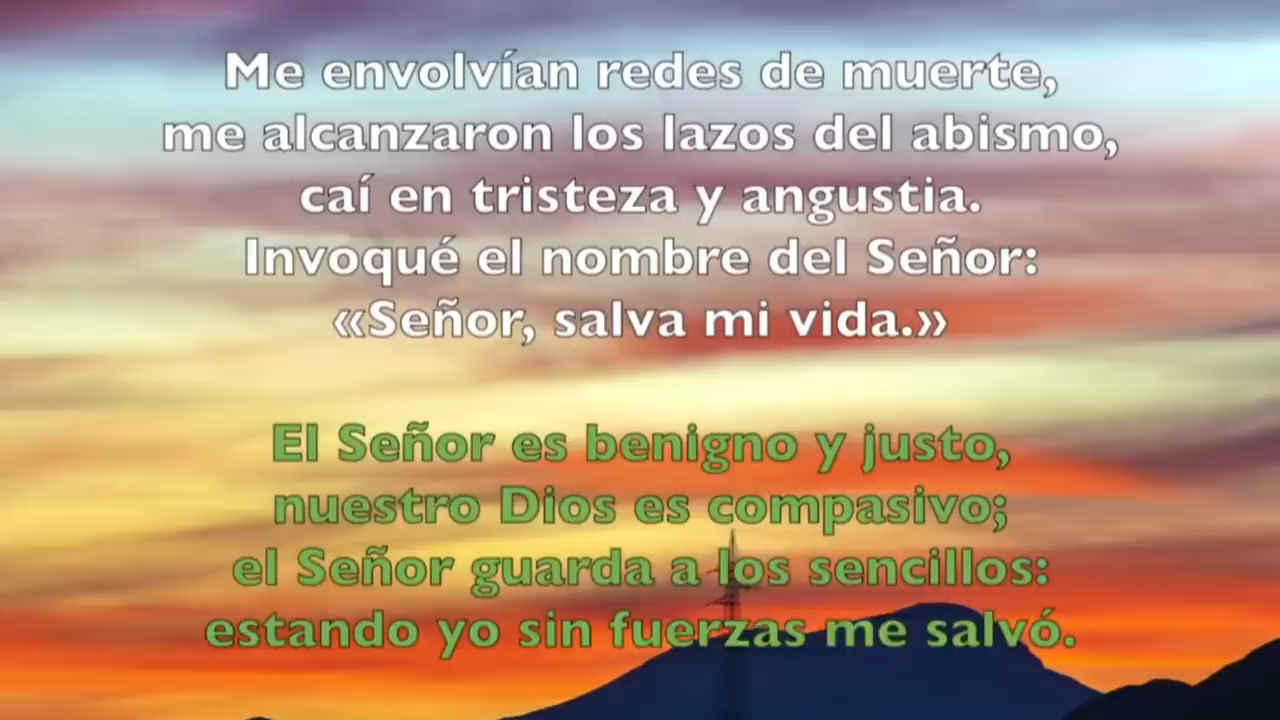 Me envolvían redes de muerte,
me alcanzaron los lazos del abismo,
caí en tristeza y angustia.
Invoqué el nombre del Señor:
«Señor, salva mi vida.»
El Señor es benigno y justo,
nuestro Dios es compasivo;
el Señor guarda a los sencillos:
estando yo sin fuerzas me salvó.